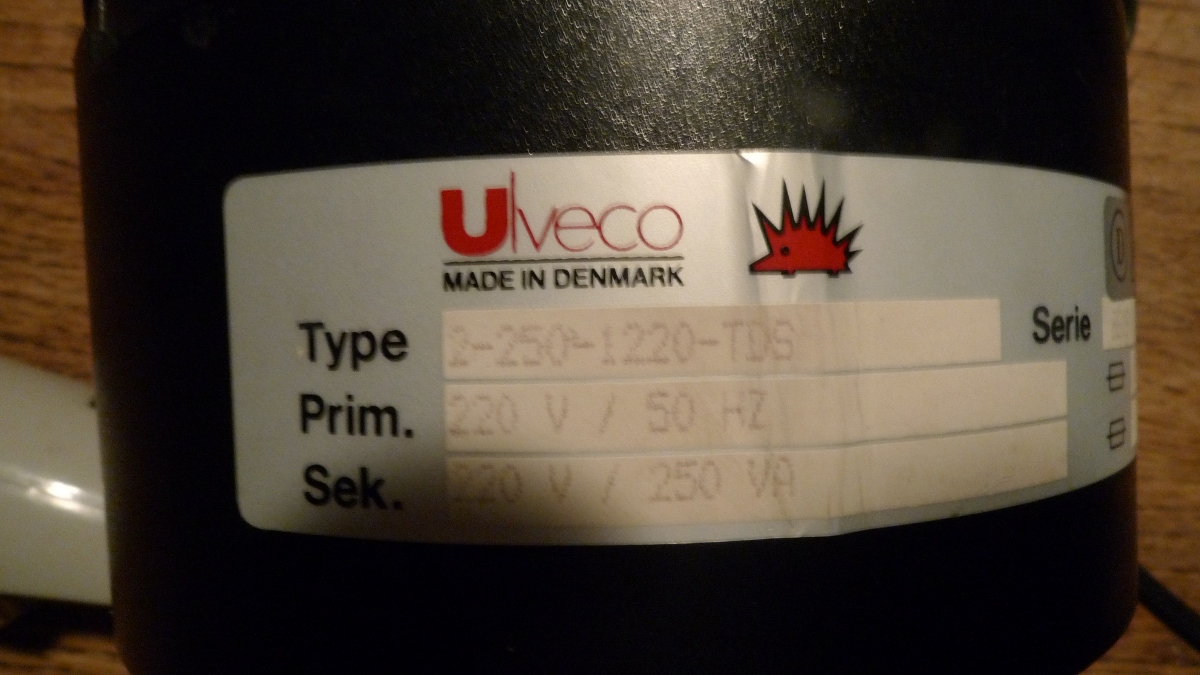 Ulveco
MADE IN DENMARK
D
Type 2-250-1220-TDS Serie
Prim. 220 V / 50 HZ
Sek. 220 V / 250 VA